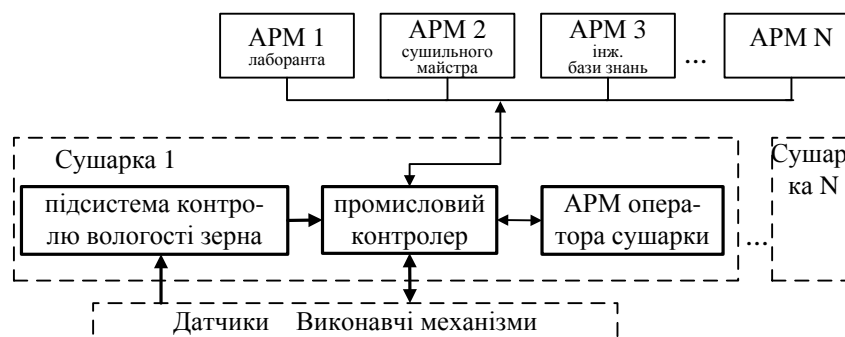 АРМ 1
лаборанта
АРМ 2
сушильного
майстра
АРМ 3
інж.
бази знань
...
АРМ N
Сушарка 1
підсистема контро-
лю вологості зерна
промисловий
контролер
АРМ опера-
тора сушарки
...
Сушар
ка N
Датчики Виконавчі механізми